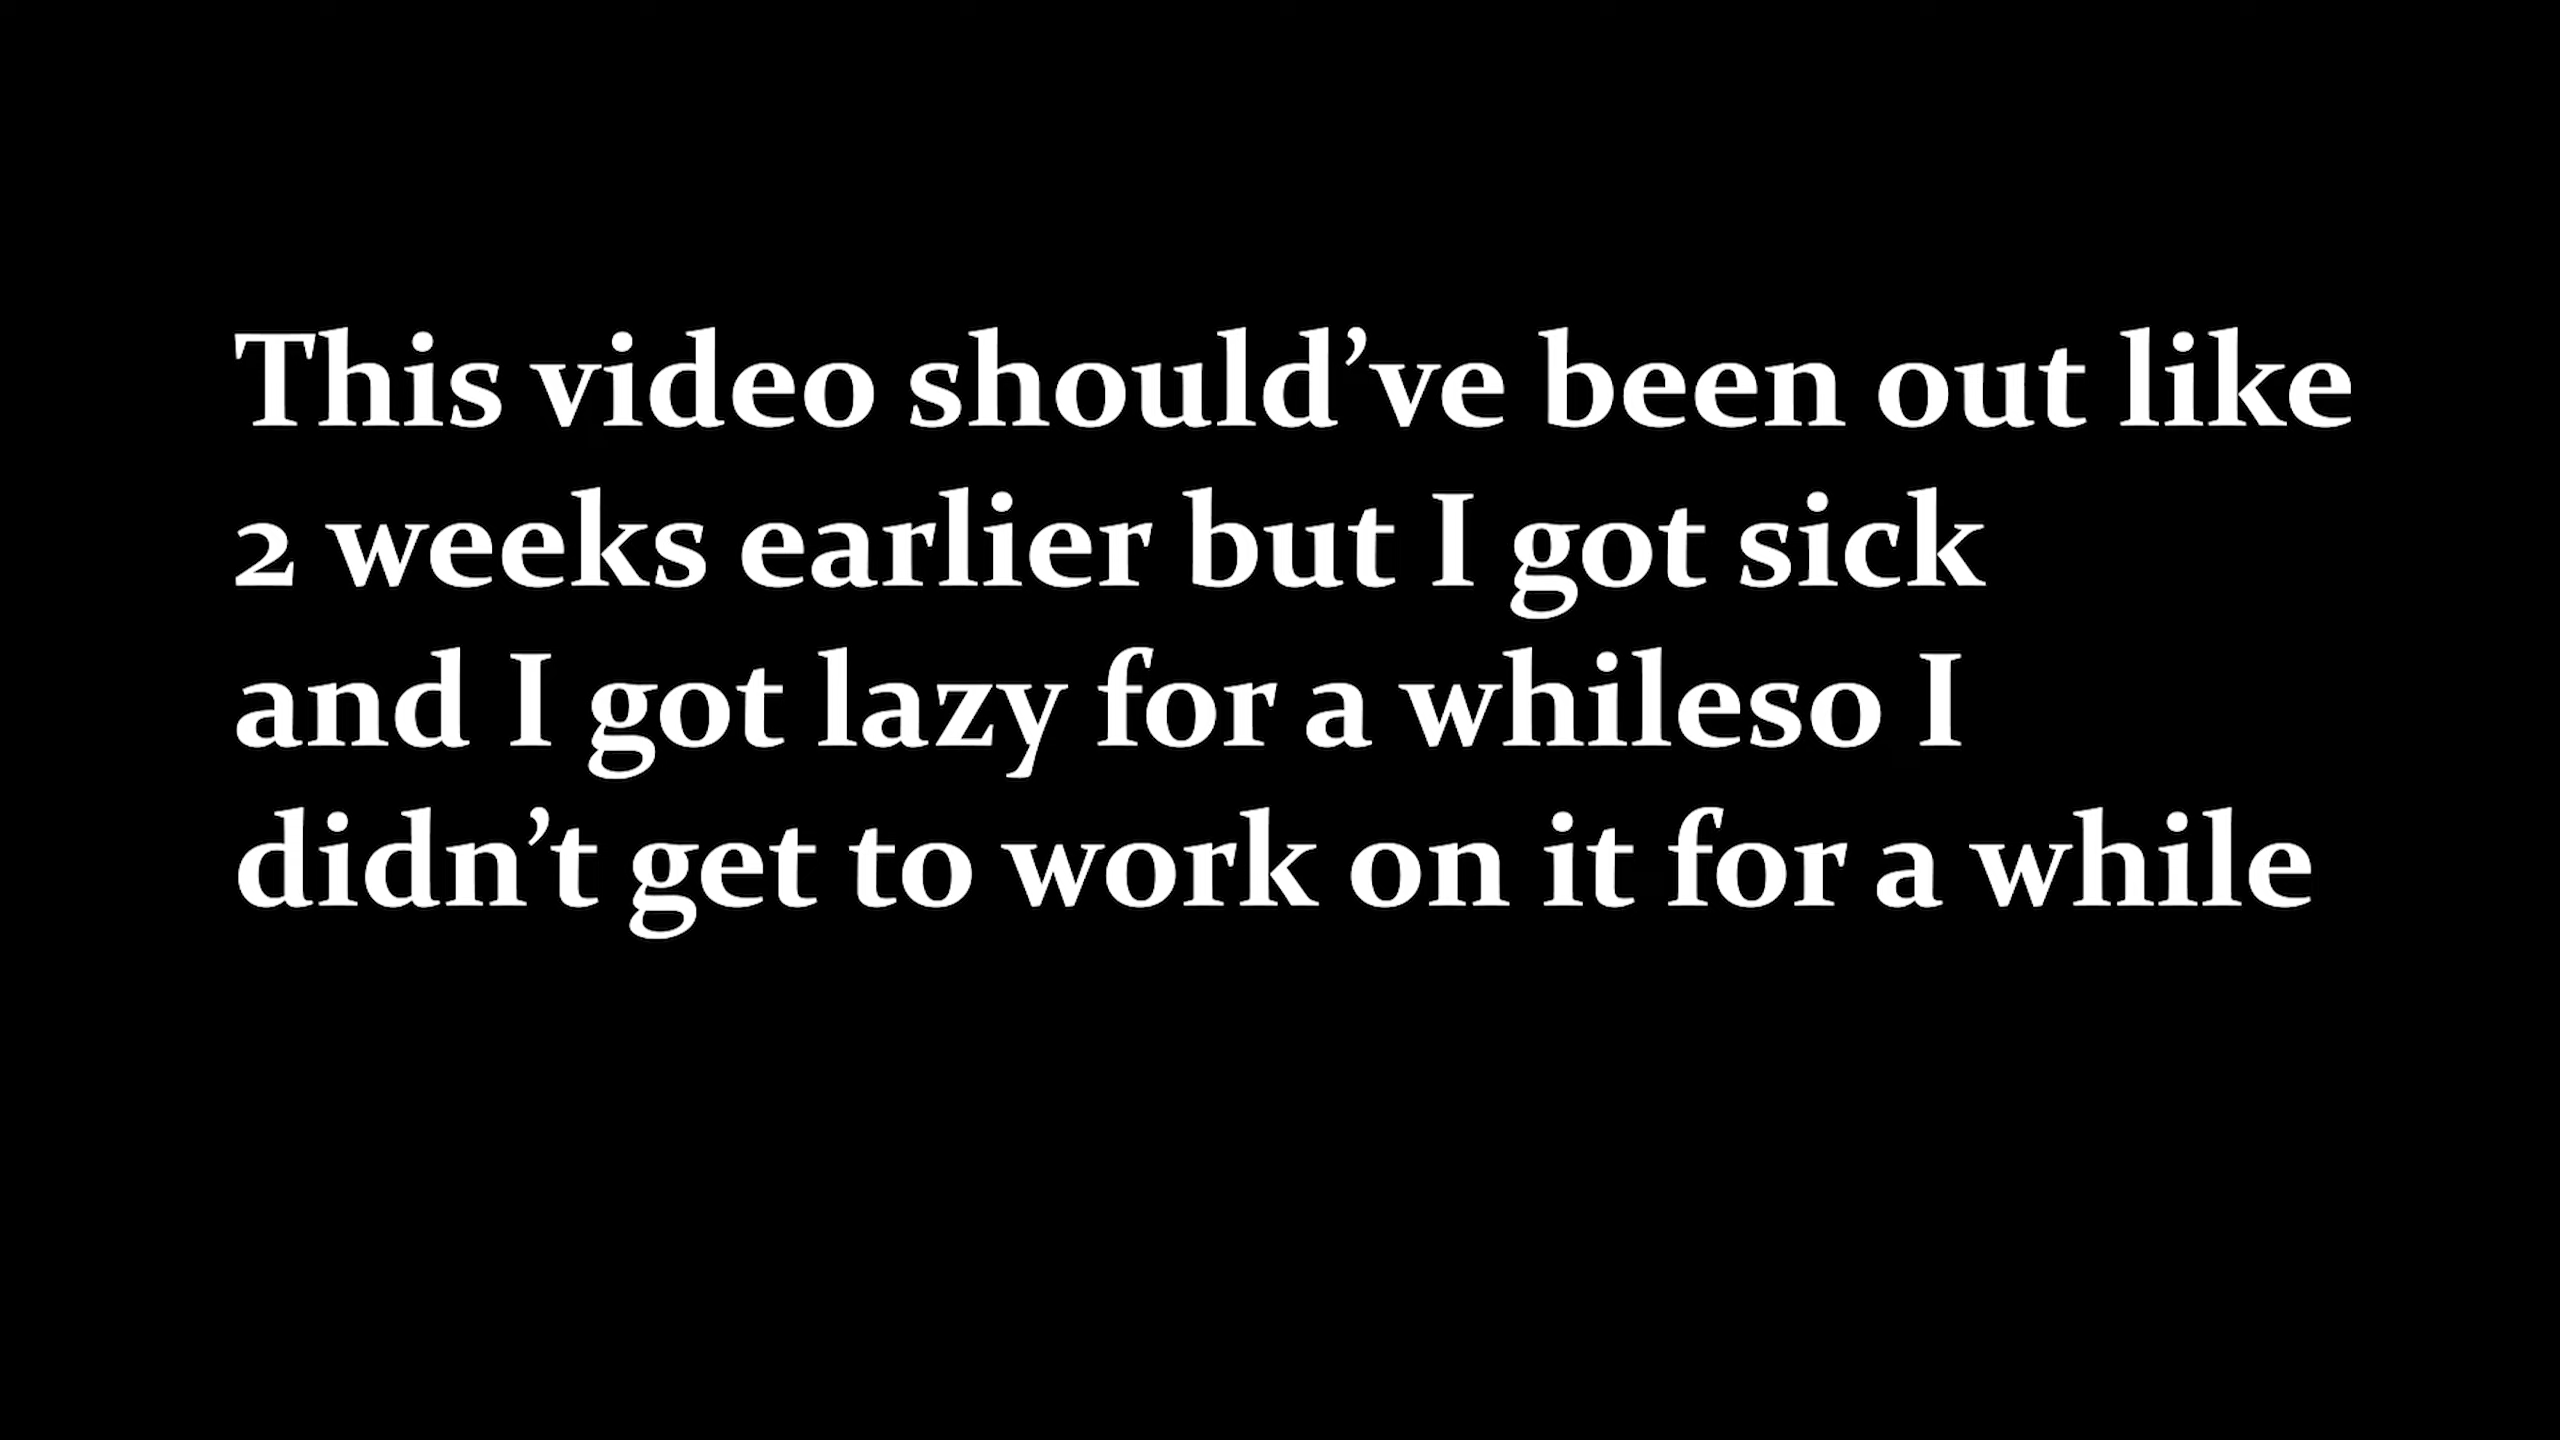 This video should’ve been out like
2 weeks earlier but I got sick
and I got lazy for a whileso I
didn’t get to work on it for a while